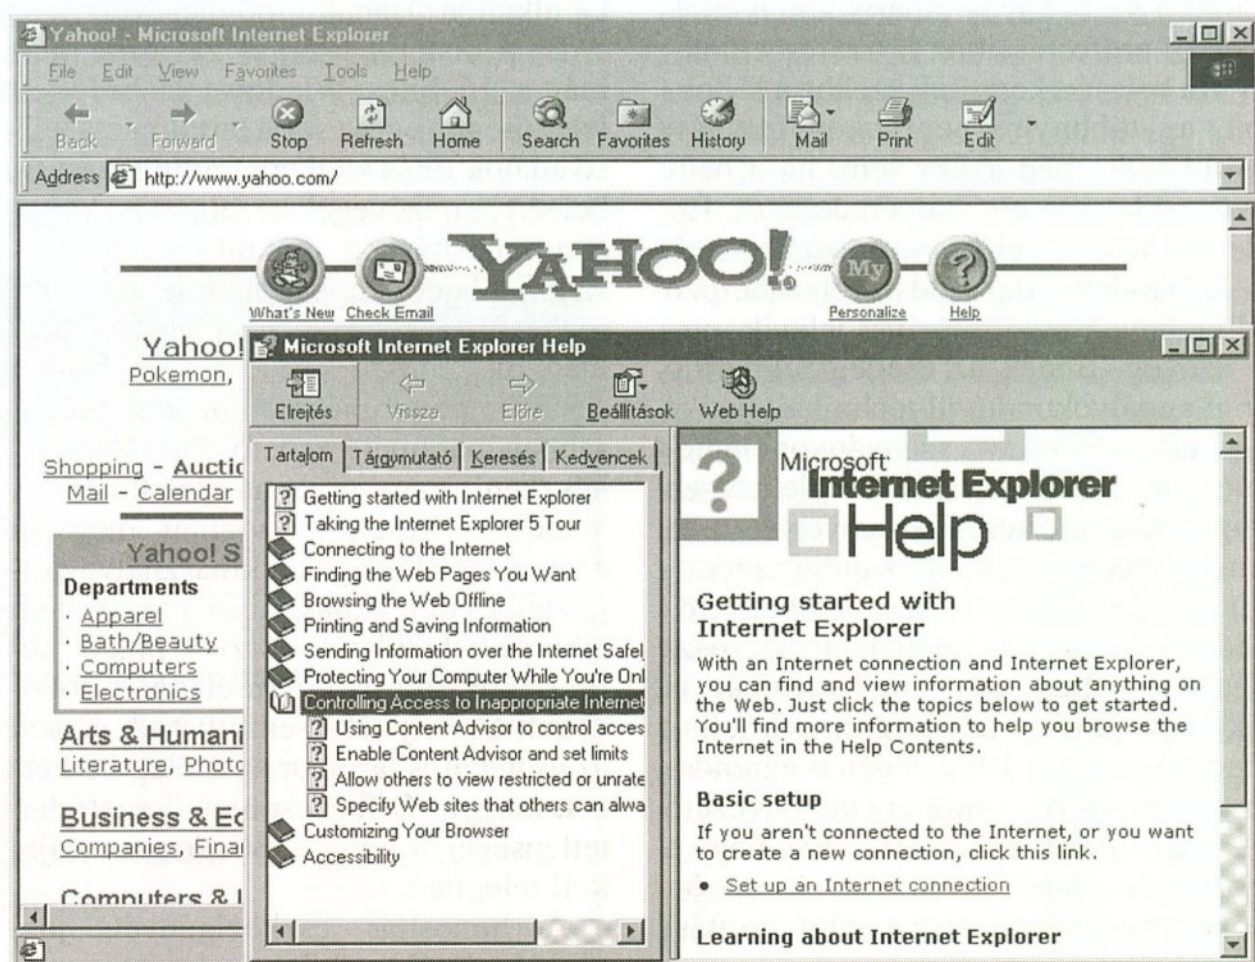 Yahoo! - Microsoft Internet Explorer
File Edit View Favorites Tools Help
Back Forward Stop Refresh Home Search Favorites History Mail Print Edit
Address http://www.yahoo.com/
YAHOO!
My
What's New Check Email Personalize Help
Yahoo!
Pokemon,
Shopping - Auctio
Mail - Calendar
Yahoo! S
Departments
· Apparel
· Bath/Beauty
· Computers
· Electronics
Arts & Humani
Literature, Photo
Business & Ec
Companies, Finan
Computers & I
Microsoft Internet Explorer Help
Elrejtés Vissza Előre Beállítások Web Help
Tartalom Tárgymutató Keresés Kedvencek
Getting started with Internet Explorer
Taking the Internet Explorer 5 Tour
Connecting to the Internet
Finding the Web Pages You Want
Browsing the Web Offline
Printing and Saving Information
Sending Information over the Internet Safel
Protecting Your Computer While You're Onl
Controlling Access to Inappropriate Internet
Using Content Advisor to control acces
Enable Content Advisor and set limits
Allow others to view restricted or unrate
Specify Web sites that others can alwa
Customizing Your Browser
Accessibility
Microsoft
Internet Explorer
Help
Getting started with
Internet Explorer
With an Internet connection and Internet Explorer,
you can find and view information about anything on
the Web. Just click the topics below to get started.
You'll find more information to help you browse the
Internet in the Help Contents.
Basic setup
If you aren't connected to the Internet, or you want
to create a new connection, click this link.
• Set up an Internet connection
Learning about Internet Explorer